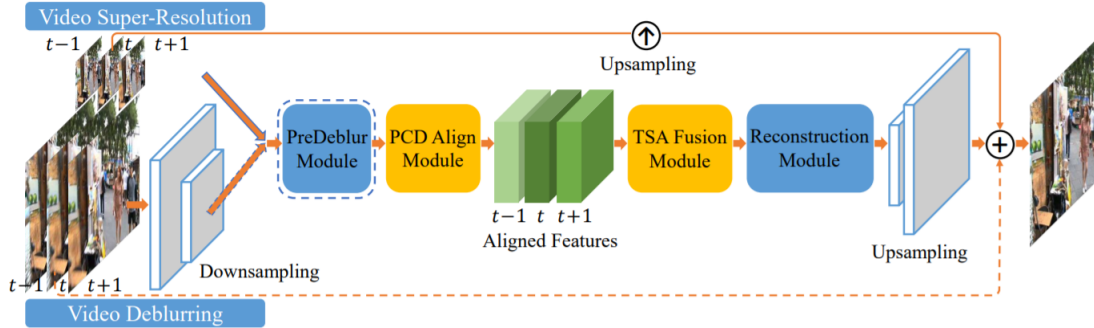 Video Super-Resolution
t−1 t t+1
Upsampling
PreDeblur
Module
PCD Align
Module
TSA Fusion
Module
Reconstruction
Module
t−1 t t+1
Aligned Features
Upsampling
Downsampling
t−1 t t+1
Video Deblurring